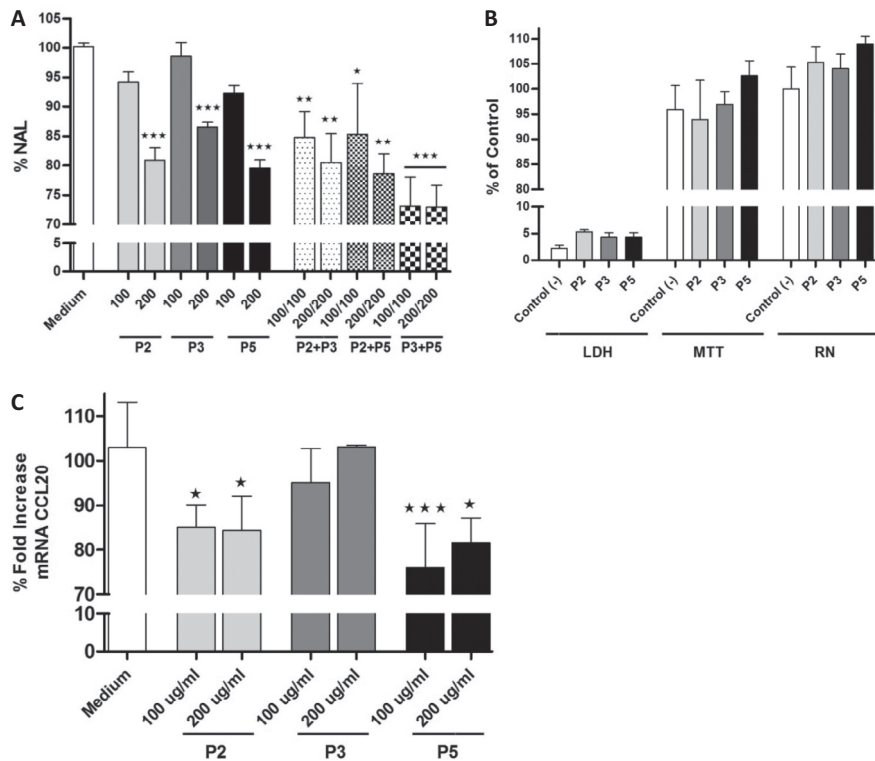 A
% NAL
100
95
90
85
80
75
70
5
0
★★★
★★★
★★★
★★
★★
★
★★
★★★
Medium
100
200
100
200
100
200
100/100
200/200
100/100
200/200
100/100
200/200
P2
P3
P5
P2+P3
P2+P5
P3+P5
B
% of Control
110
105
100
95
90
85
80
10
5
0
Control (-)
P2
P3
P5
Control (-)
P2
P3
P5
Control (-)
P2
P3
P5
LDH
MTT
RN
C
% Fold Increase
mRNA CCL20
110
100
90
80
70
10
0
★
★
★★★
★
Medium
100 ug/ml
200 ug/ml
100 ug/ml
200 ug/ml
100 ug/ml
200 ug/ml
P2
P3
P5